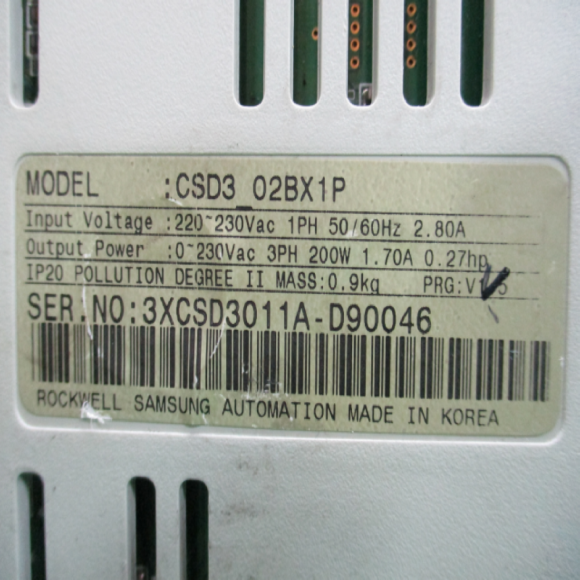 MODEL :CSD3_02BX1P
Input Voltage :220~230Vac 1PH 50/60Hz 2.80A
Output Power :0~230Vac 3PH 200W 1.70A 0.27hp
IP20 POLLUTION DEGREE II MASS:0.9kg PRG:
SER.NO:3XCSD3011A-D90046
ROCKWELL SAMSUNG AUTOMATION MADE IN KOREA